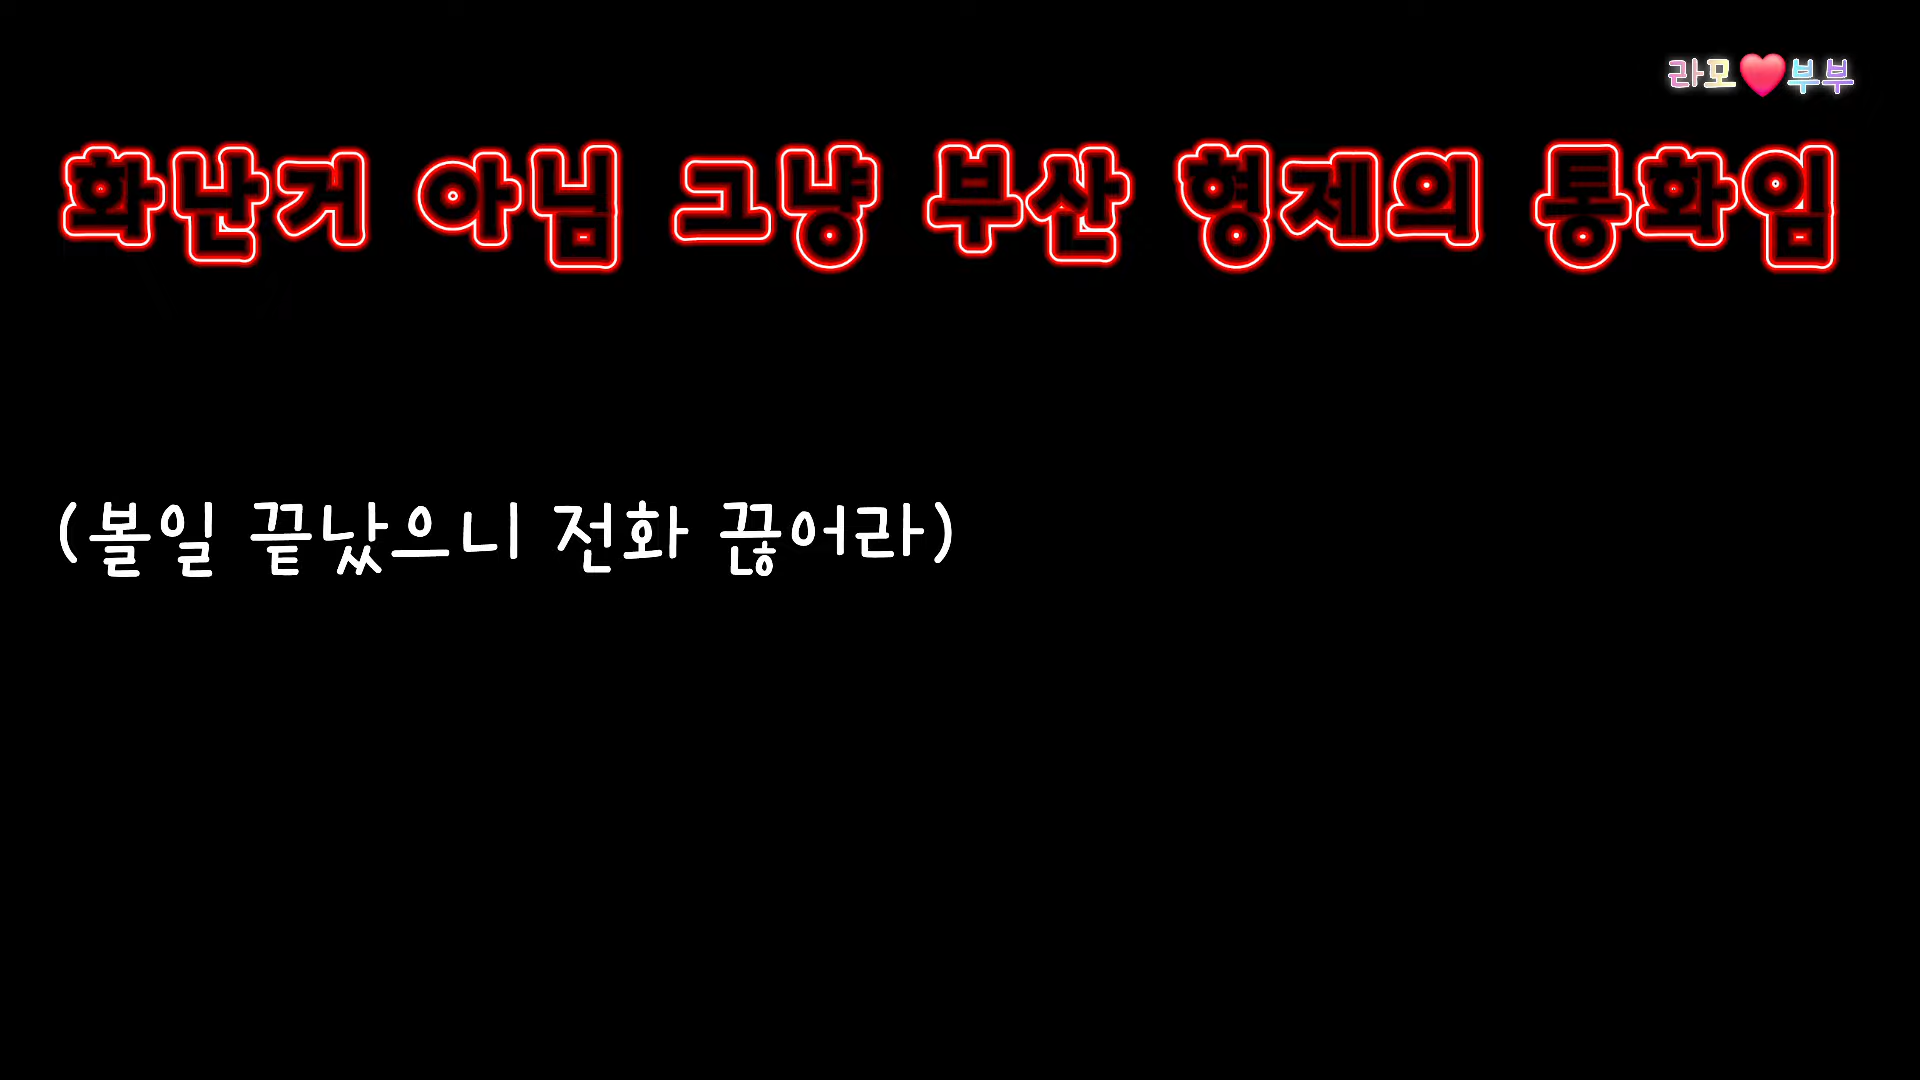 라모❤️부부
화난거 아님 그냥 부산 형제의 통화임
(볼일 끝났으니 전화 끊어라)